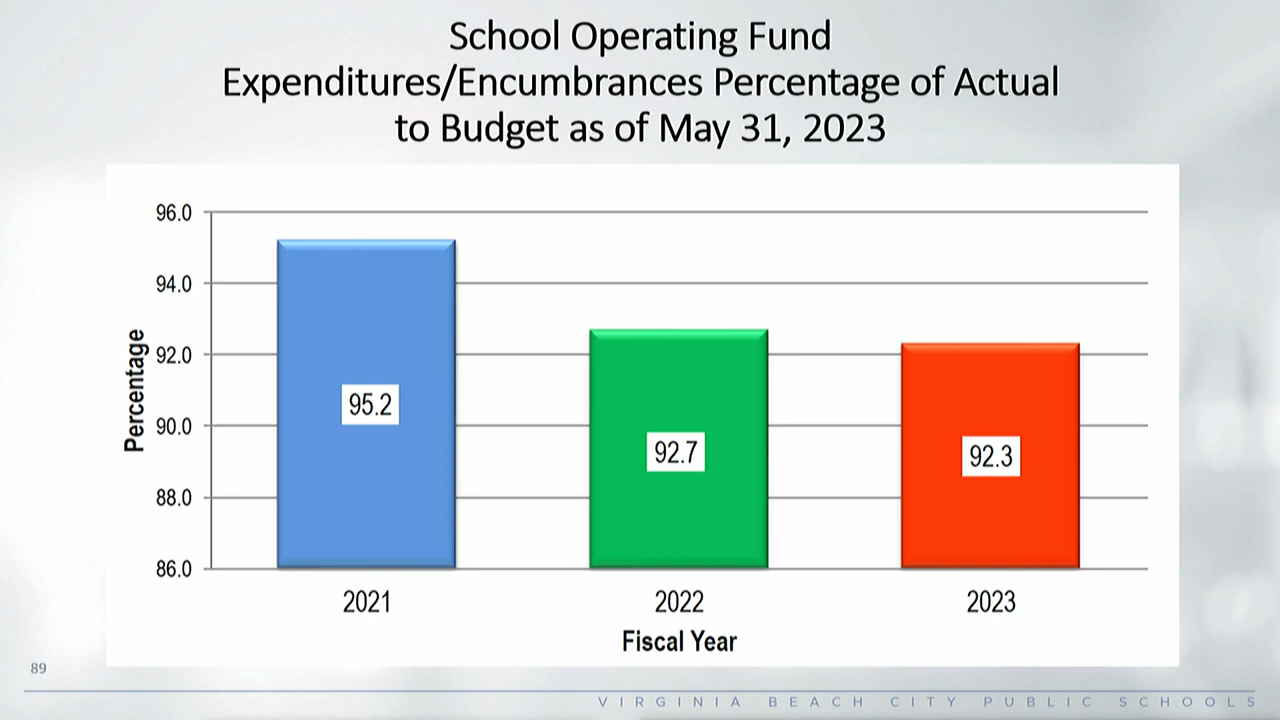 School Operating Fund
Expenditures/Encumbrances Percentage of Actual
to Budget as of May 31, 2023
96.0
94.0
92.0
90.0
88.0
86.0
Percentage
95.2
92.7
92.3
2021
2022
2023
Fiscal Year
89
VIRGINIA BEACH CITY PUBLIC SCHOOLS